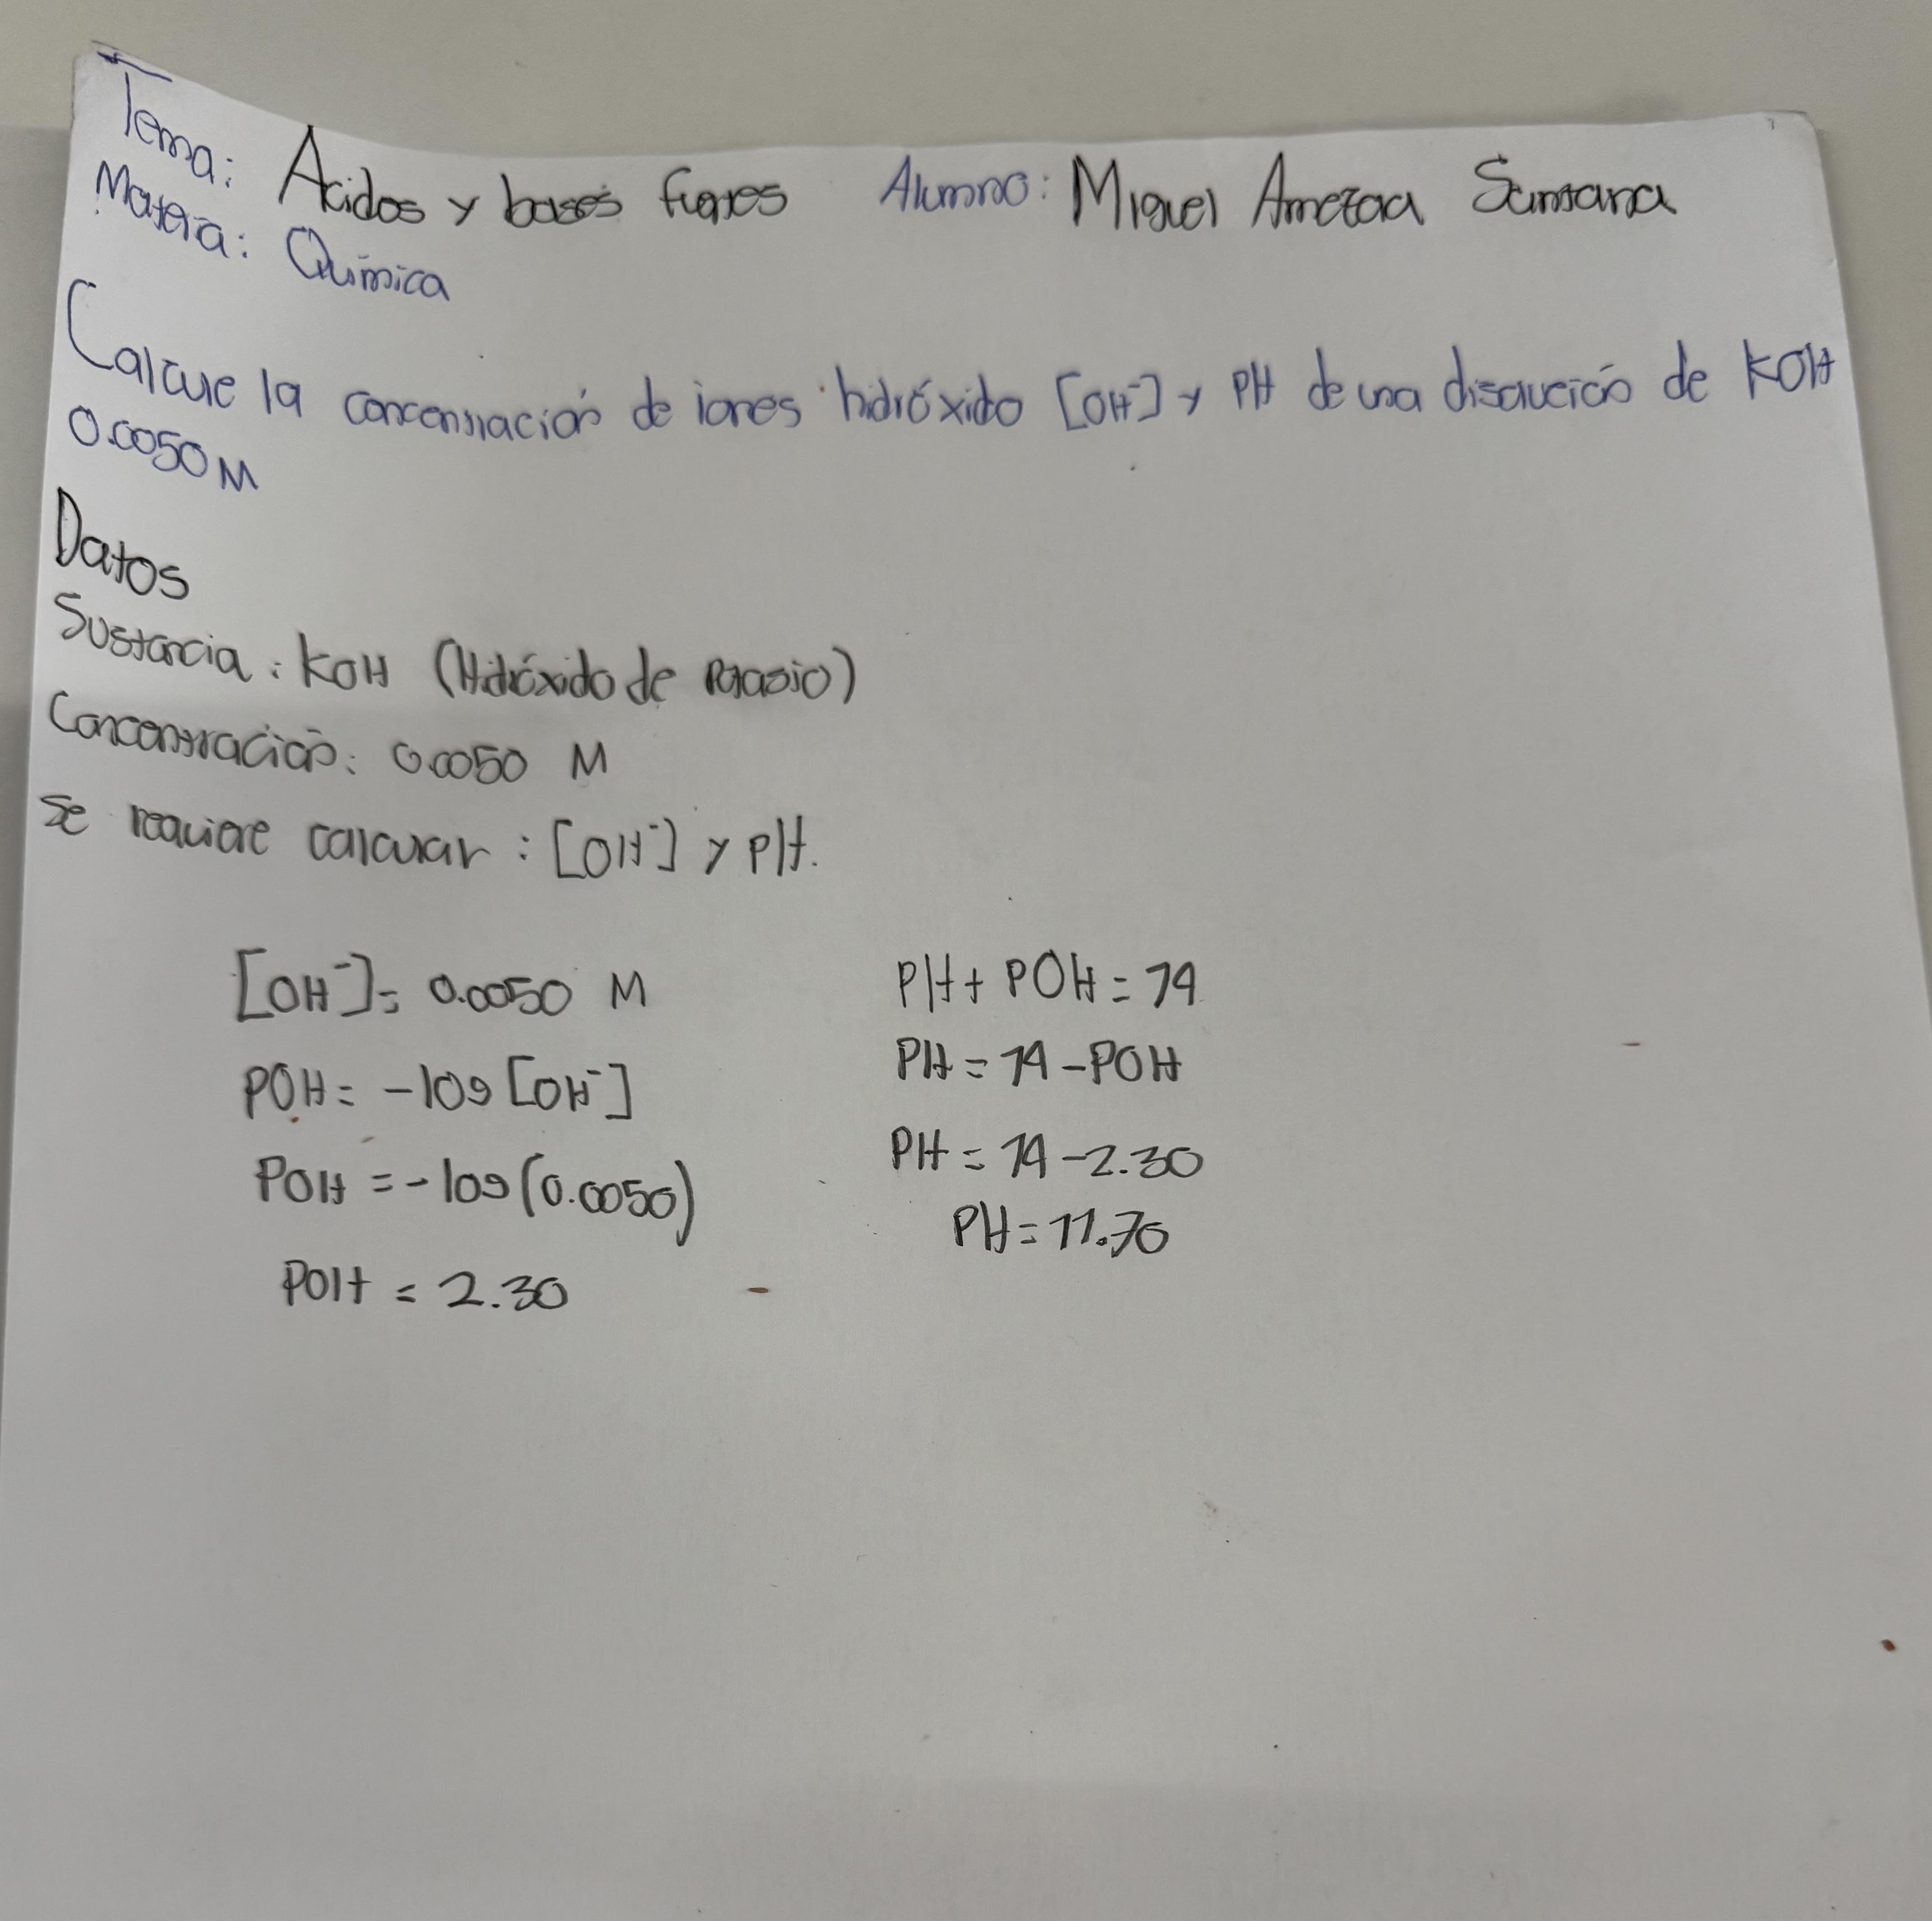 Tema: Acidos y bases fuertes Alumno: Miguel Amezcua Santana
Materia: Química
Calcule la concentración de iones hidróxido [OH⁻] y PH de una disolución de KOH
0.0050 M
Datos
Sustancia: KOH (Hidróxido de Potasio)
Concentración: 0.0050 M
Se requiere calcular: [OH⁻] y pH.
[OH⁻]= 0.0050 M
POH= -log [OH⁻]
POH = -log(0.0050)
POH = 2.30
PH + POH = 14
PH = 14 - POH
PH = 14 - 2.30
PH = 11.70